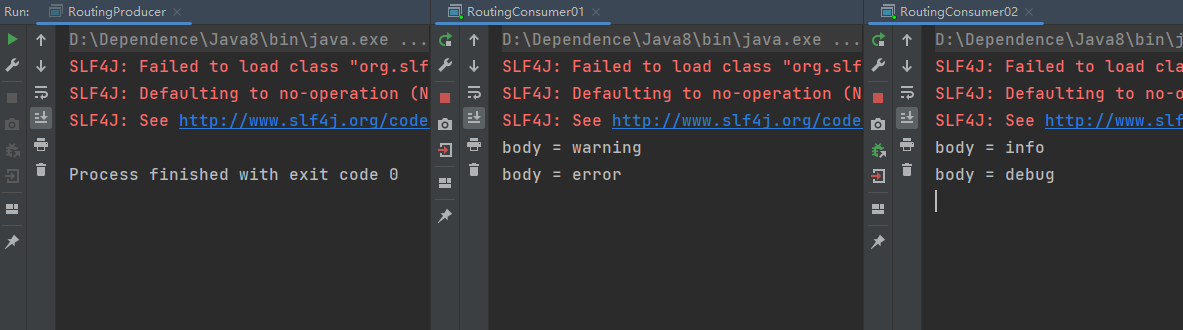 Run: RoutingProducer
D:\Dependence\Java8\bin\java.exe ...
SLF4J: Failed to load class "org.slf
SLF4J: Defaulting to no-operation (N
SLF4J: See http://www.slf4j.org/code
Process finished with exit code 0
RoutingConsumer01
D:\Dependence\Java8\bin\java.exe ...
SLF4J: Failed to load class "org.slf
SLF4J: Defaulting to no-operation (N
SLF4J: See http://www.slf4j.org/code
body = warning
body = error
RoutingConsumer02
D:\Dependence\Java8\bin\j
SLF4J: Failed to load cla
SLF4J: Defaulting to no-o
SLF4J: See http://www.slf
body = info
body = debug